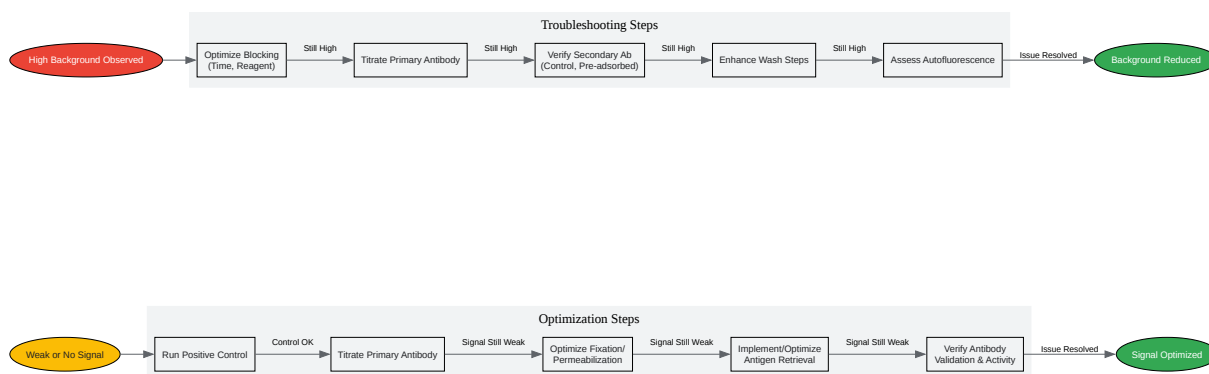 Troubleshooting Steps
High Background Observed
Optimize Blocking
(Time, Reagent)
Still High
Titrate Primary Antibody
Still High
Verify Secondary Ab
(Control, Pre-adsorbed)
Still High
Enhance Wash Steps
Still High
Assess Autofluorescence
Issue Resolved
Background Reduced
Optimization Steps
Weak or No Signal
Run Positive Control
Control OK
Titrate Primary Antibody
Signal Still Weak
Optimize Fixation/
Permeabilization
Signal Still Weak
Implement/Optimize
Antigen Retrieval
Signal Still Weak
Verify Antibody
Validation & Activity
Issue Resolved
Signal Optimized